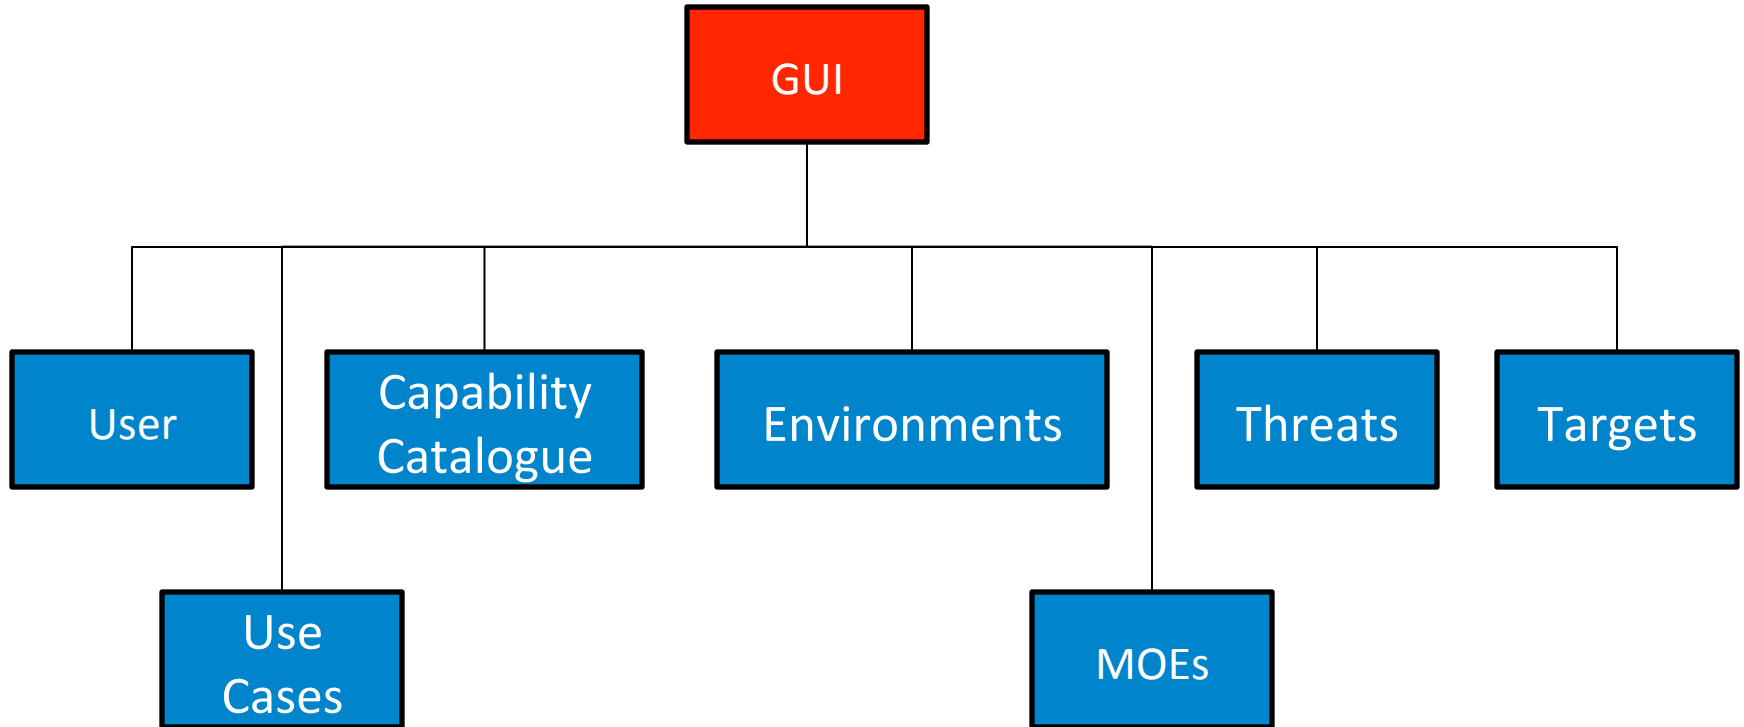 GUI
User
Capability
Catalogue
Environments
Threats
Targets
Use
Cases
MOEs